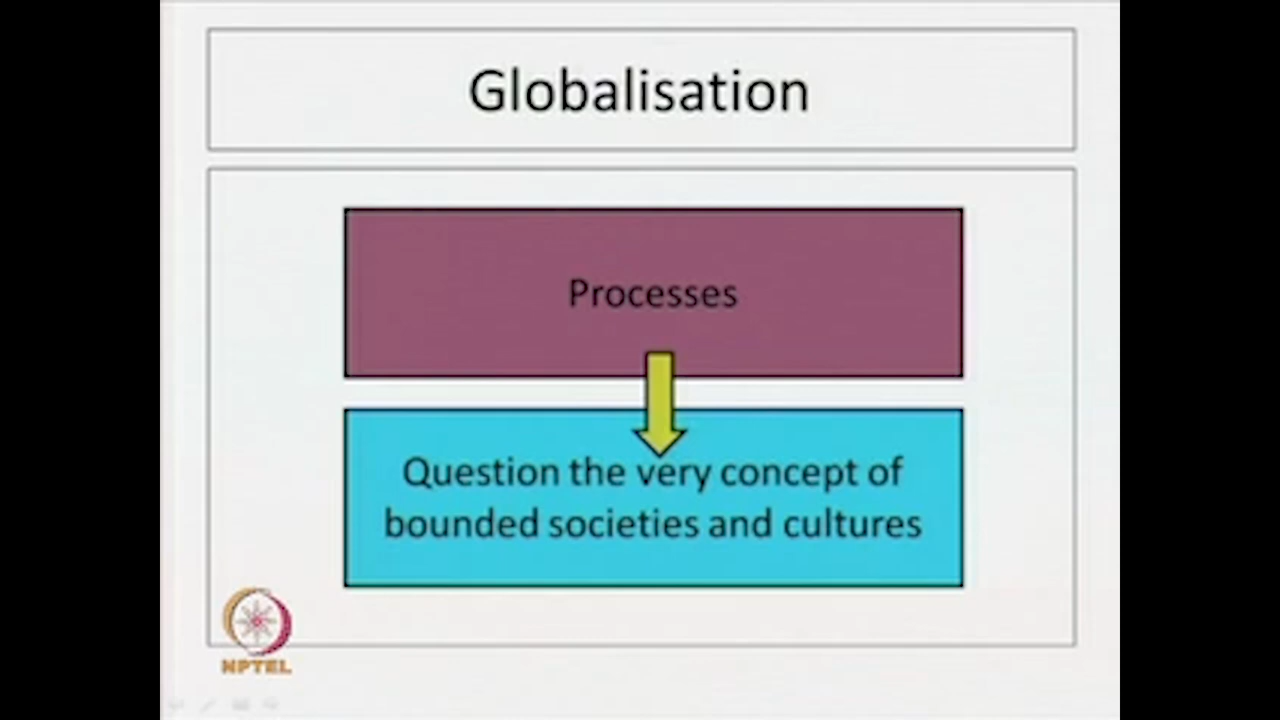 Globalisation
Processes
Question the very concept of
bounded societies and cultures
NPTEL